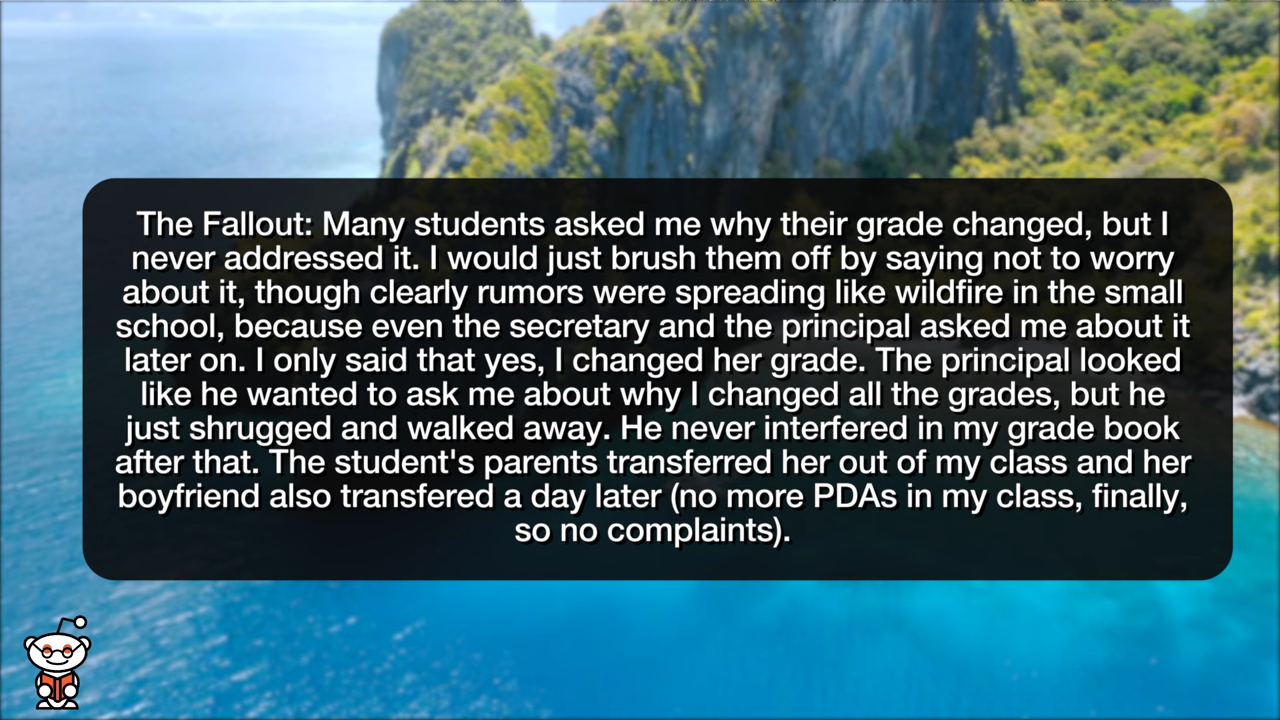 The Fallout: Many students asked me why their grade changed, but I
never addressed it. I would just brush them off by saying not to worry
about it, though clearly rumors were spreading like wildfire in the small
school, because even the secretary and the principal asked me about it
later on. I only said that yes, I changed her grade. The principal looked
like he wanted to ask me about why I changed all the grades, but he
just shrugged and walked away. He never interfered in my grade book
after that. The student's parents transferred her out of my class and her
boyfriend also transfered a day later (no more PDAs in my class, finally,
so no complaints).